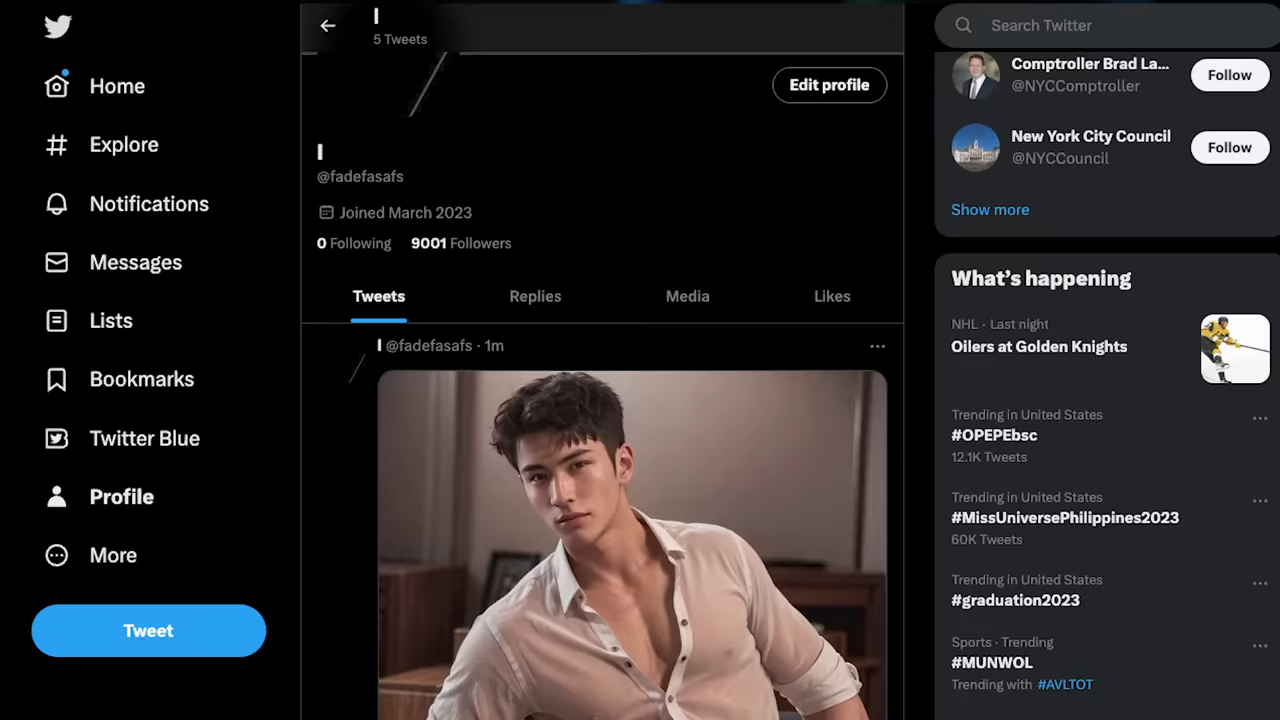 Home
Explore
Notifications
Messages
Lists
Bookmarks
Twitter Blue
Profile
More
Tweet
I
5 Tweets
Edit profile
I
@fadefasafs
Joined March 2023
0 Following 9001 Followers
Tweets Replies Media Likes
I @fadefasafs · 1m
Search Twitter
Comptroller Brad La...
@NYCComptroller
Follow
New York City Council
@NYCCouncil
Follow
Show more
What's happening
NHL · Last night
Oilers at Golden Knights
Trending in United States
#OPEPEbsc
12.1K Tweets
Trending in United States
#MissUniversePhilippines2023
60K Tweets
Trending in United States
#graduation2023
Sports · Trending
#MUNWOL
Trending with #AVLTOT